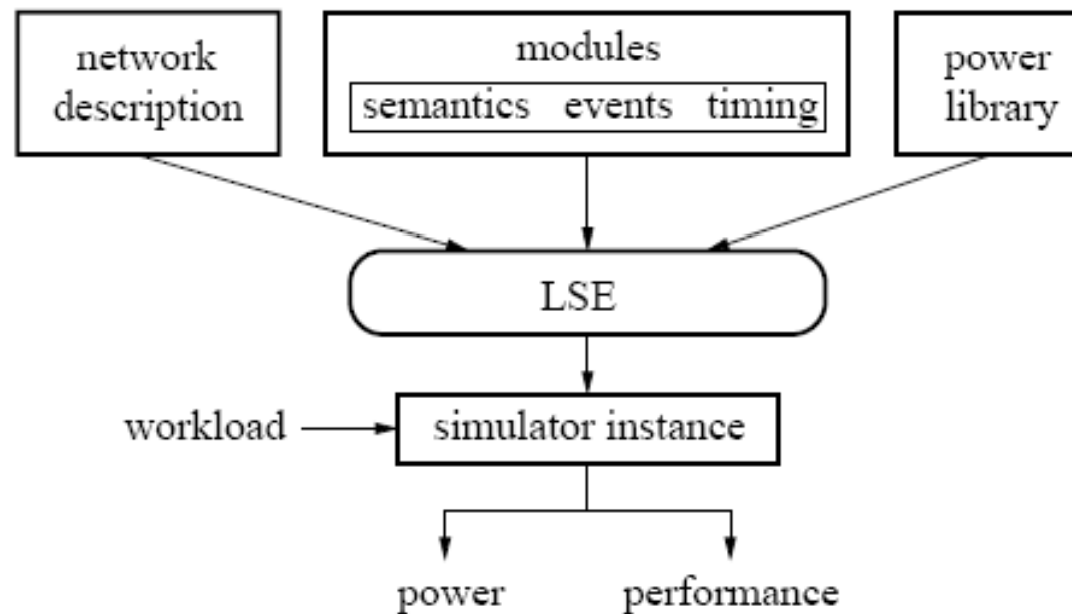 network
description
modules
semantics events timing
power
library
LSE
workload
simulator instance
power
performance